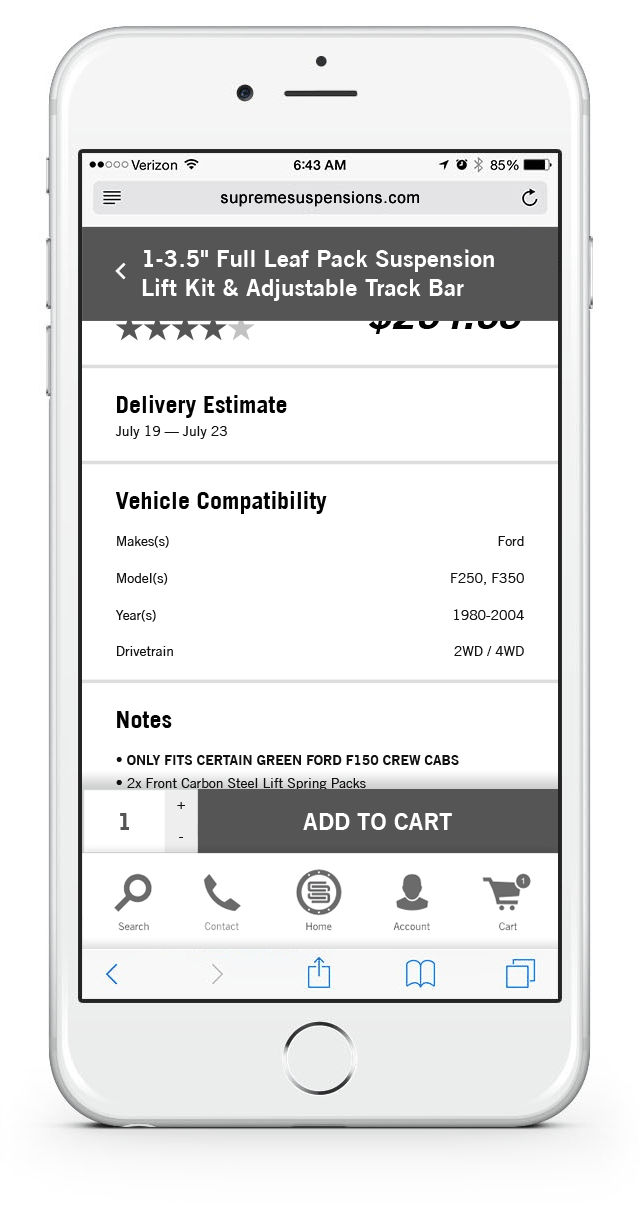 Verizon 6:43 AM 85%
supremesuspensions.com
1-3.5" Full Leaf Pack Suspension
Lift Kit & Adjustable Track Bar
Delivery Estimate
July 19 — July 23
Vehicle Compatibility
Makes(s) Ford
Model(s) F250, F350
Year(s) 1980-2004
Drivetrain 2WD / 4WD
Notes
• ONLY FITS CERTAIN GREEN FORD F150 CREW CABS
• 2x Front Carbon Steel Lift Spring Packs
1 + -
ADD TO CART
1
Search Contact Home Account Cart